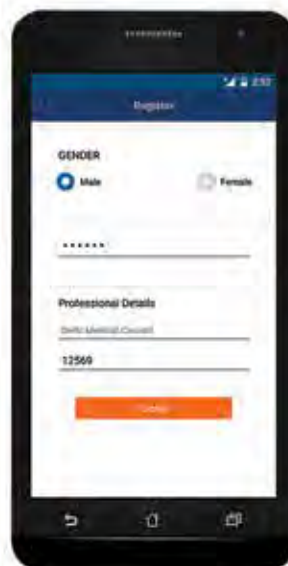 Register
GENDER
Male Female
••••••
Professional Details
Delhi Medical Council
12569